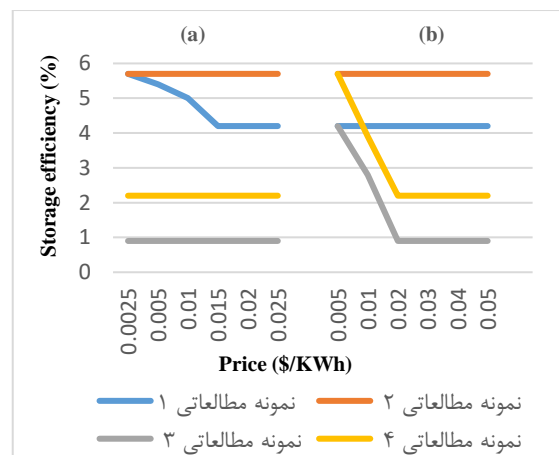 (a) (b)
Storage efficiency (%)
6
5
4
3
2
1
0
0.0025 0.005 0.01 0.015 0.02 0.025 0.005 0.01 0.02 0.03 0.04 0.05
Price ($/KWh)
نمونه مطالعاتی ۱ نمونه مطالعاتی ۲
نمونه مطالعاتی ۳ نمونه مطالعاتی ۴